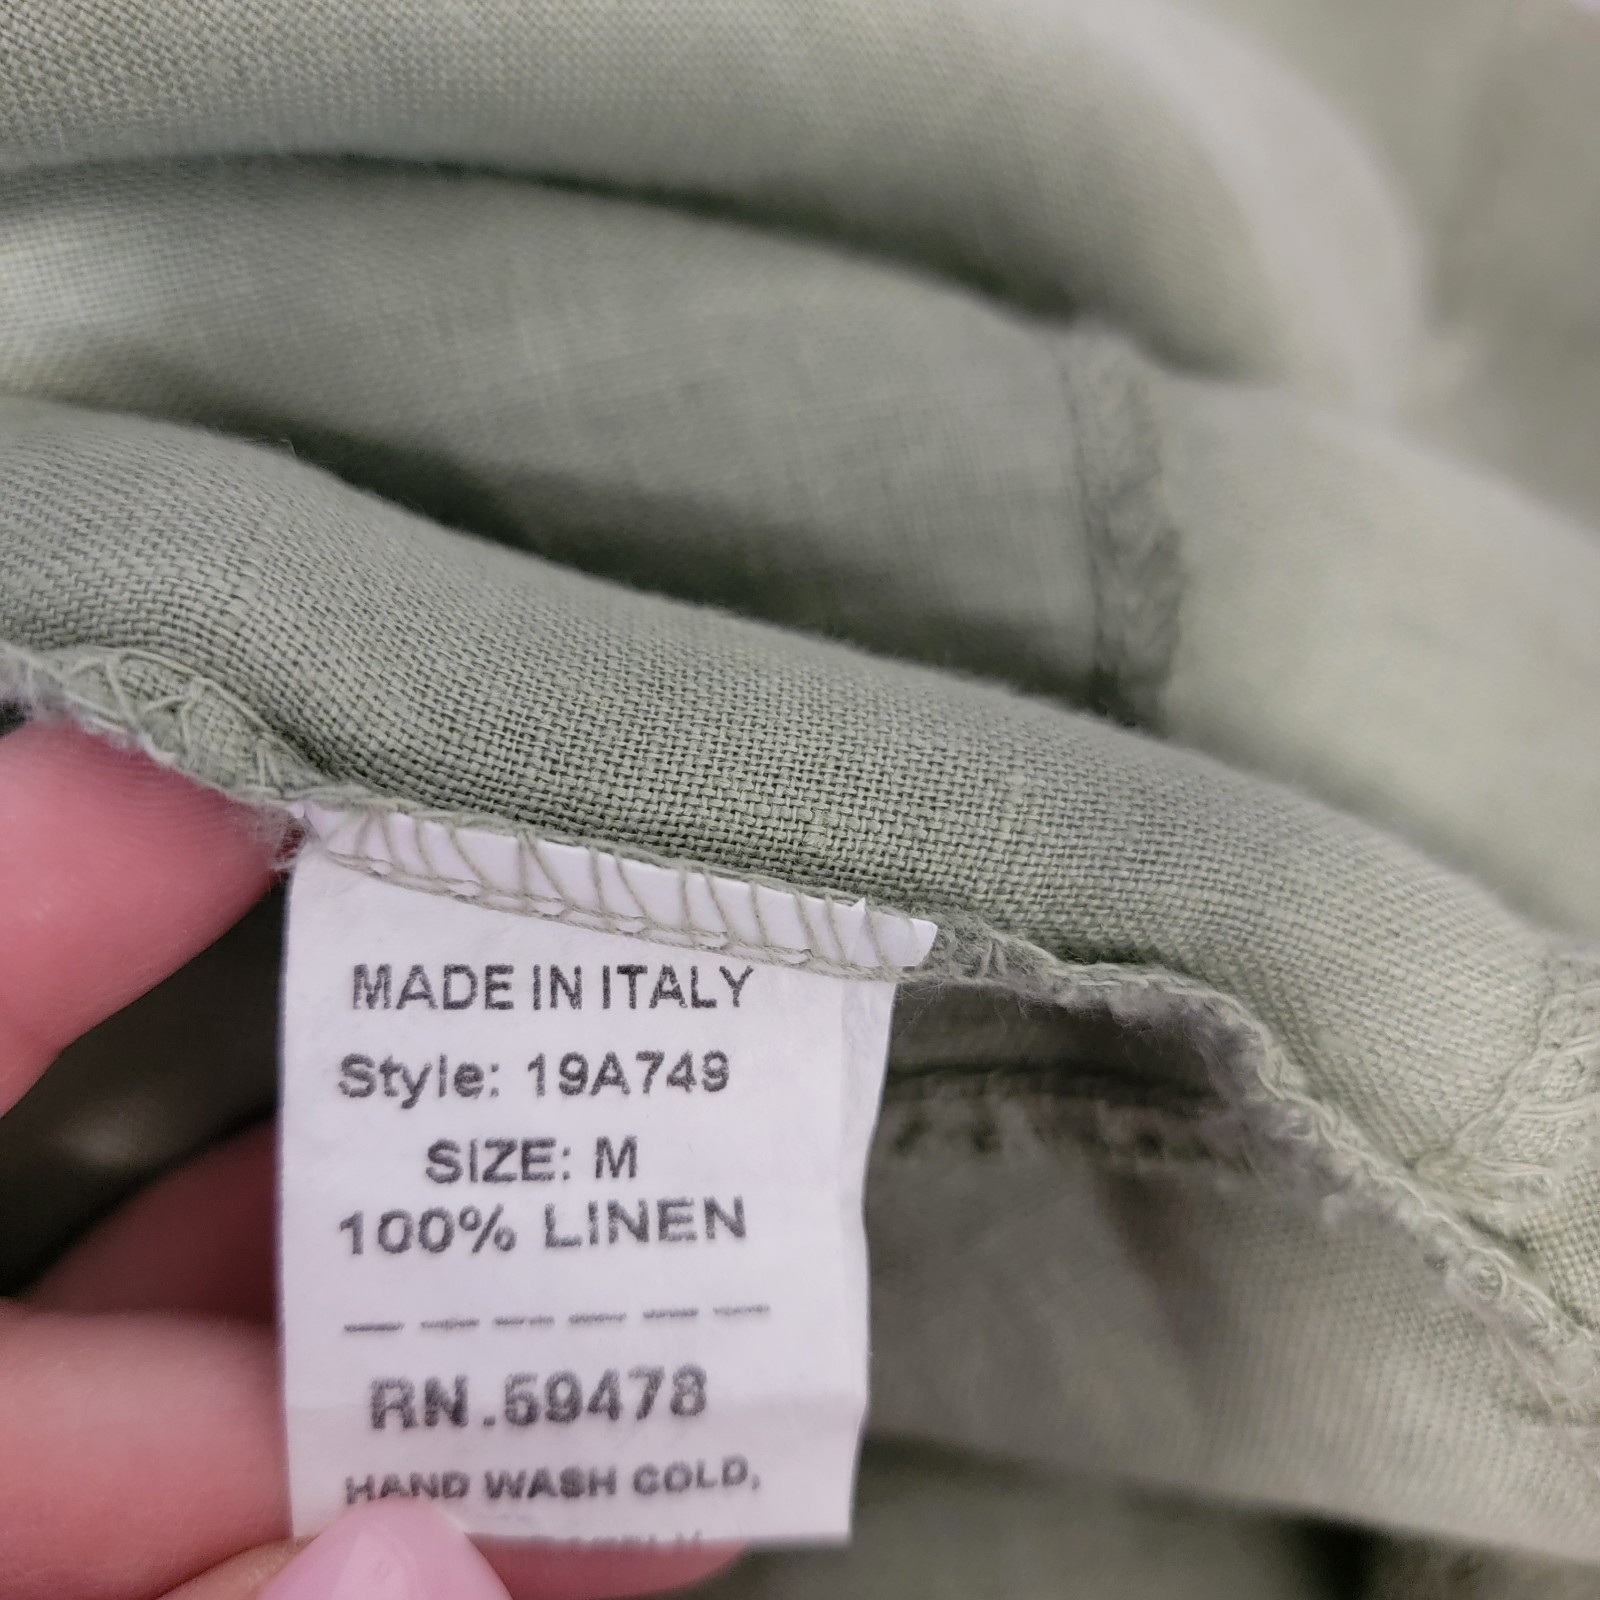 MADE IN ITALY
Style: 19A749
SIZE: M
100% LINEN
RN.59478
HAND WASH COLD,